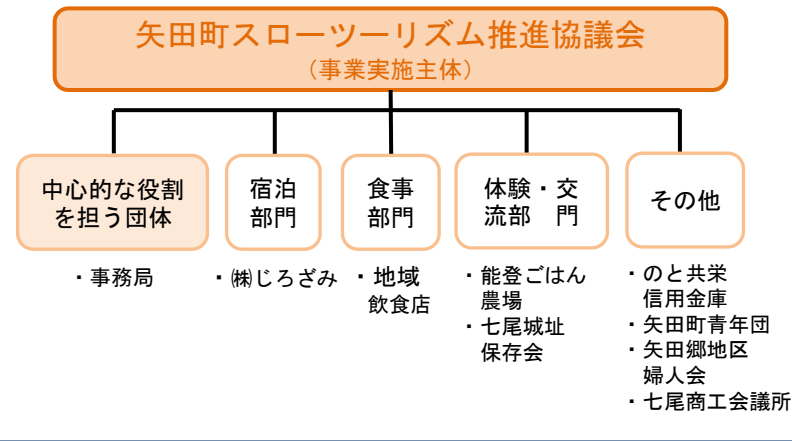 矢田町スローツーリズム推進協議会
（事業実施主体）
中心的な役割
を担う団体
・事務局
宿泊
部門
・㈱じろざみ
食事
部門
・地域
飲食店
体験・交
流部　門
・能登ごはん
農場
・七尾城址
保存会
その他
・のと共栄
信用金庫
・矢田町青年団
・矢田郷地区
婦人会
・七尾商工会議所